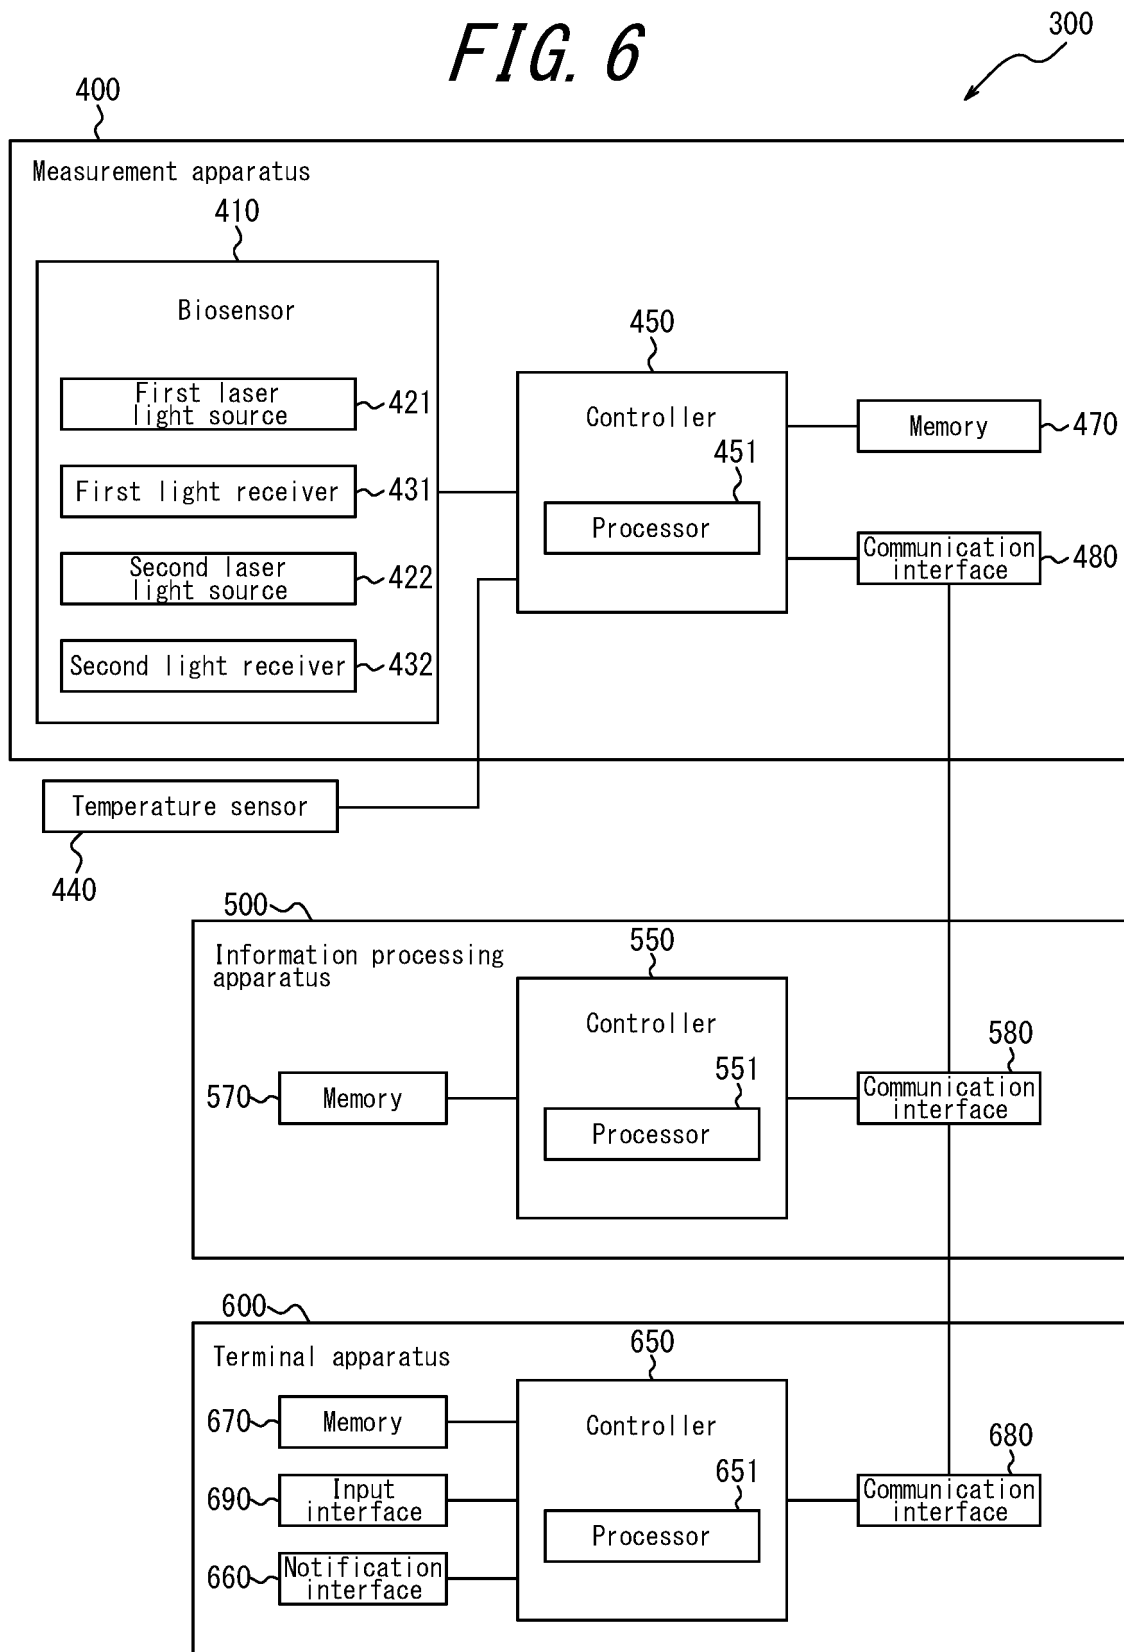 FIG. 6
300
400
Measurement apparatus
410
Biosensor
First laser
light source
421
First light receiver
431
Second laser
light source
422
Second light receiver
432
450
Controller
451
Processor
Memory
470
Communication
interface
480
Temperature sensor
440
500
Information processing
apparatus
550
Controller
551
Processor
570
Memory
580
Communication
interface
600
Terminal apparatus
650
Controller
651
Processor
670
Memory
690
Input
interface
660
Notification
interface
680
Communication
interface